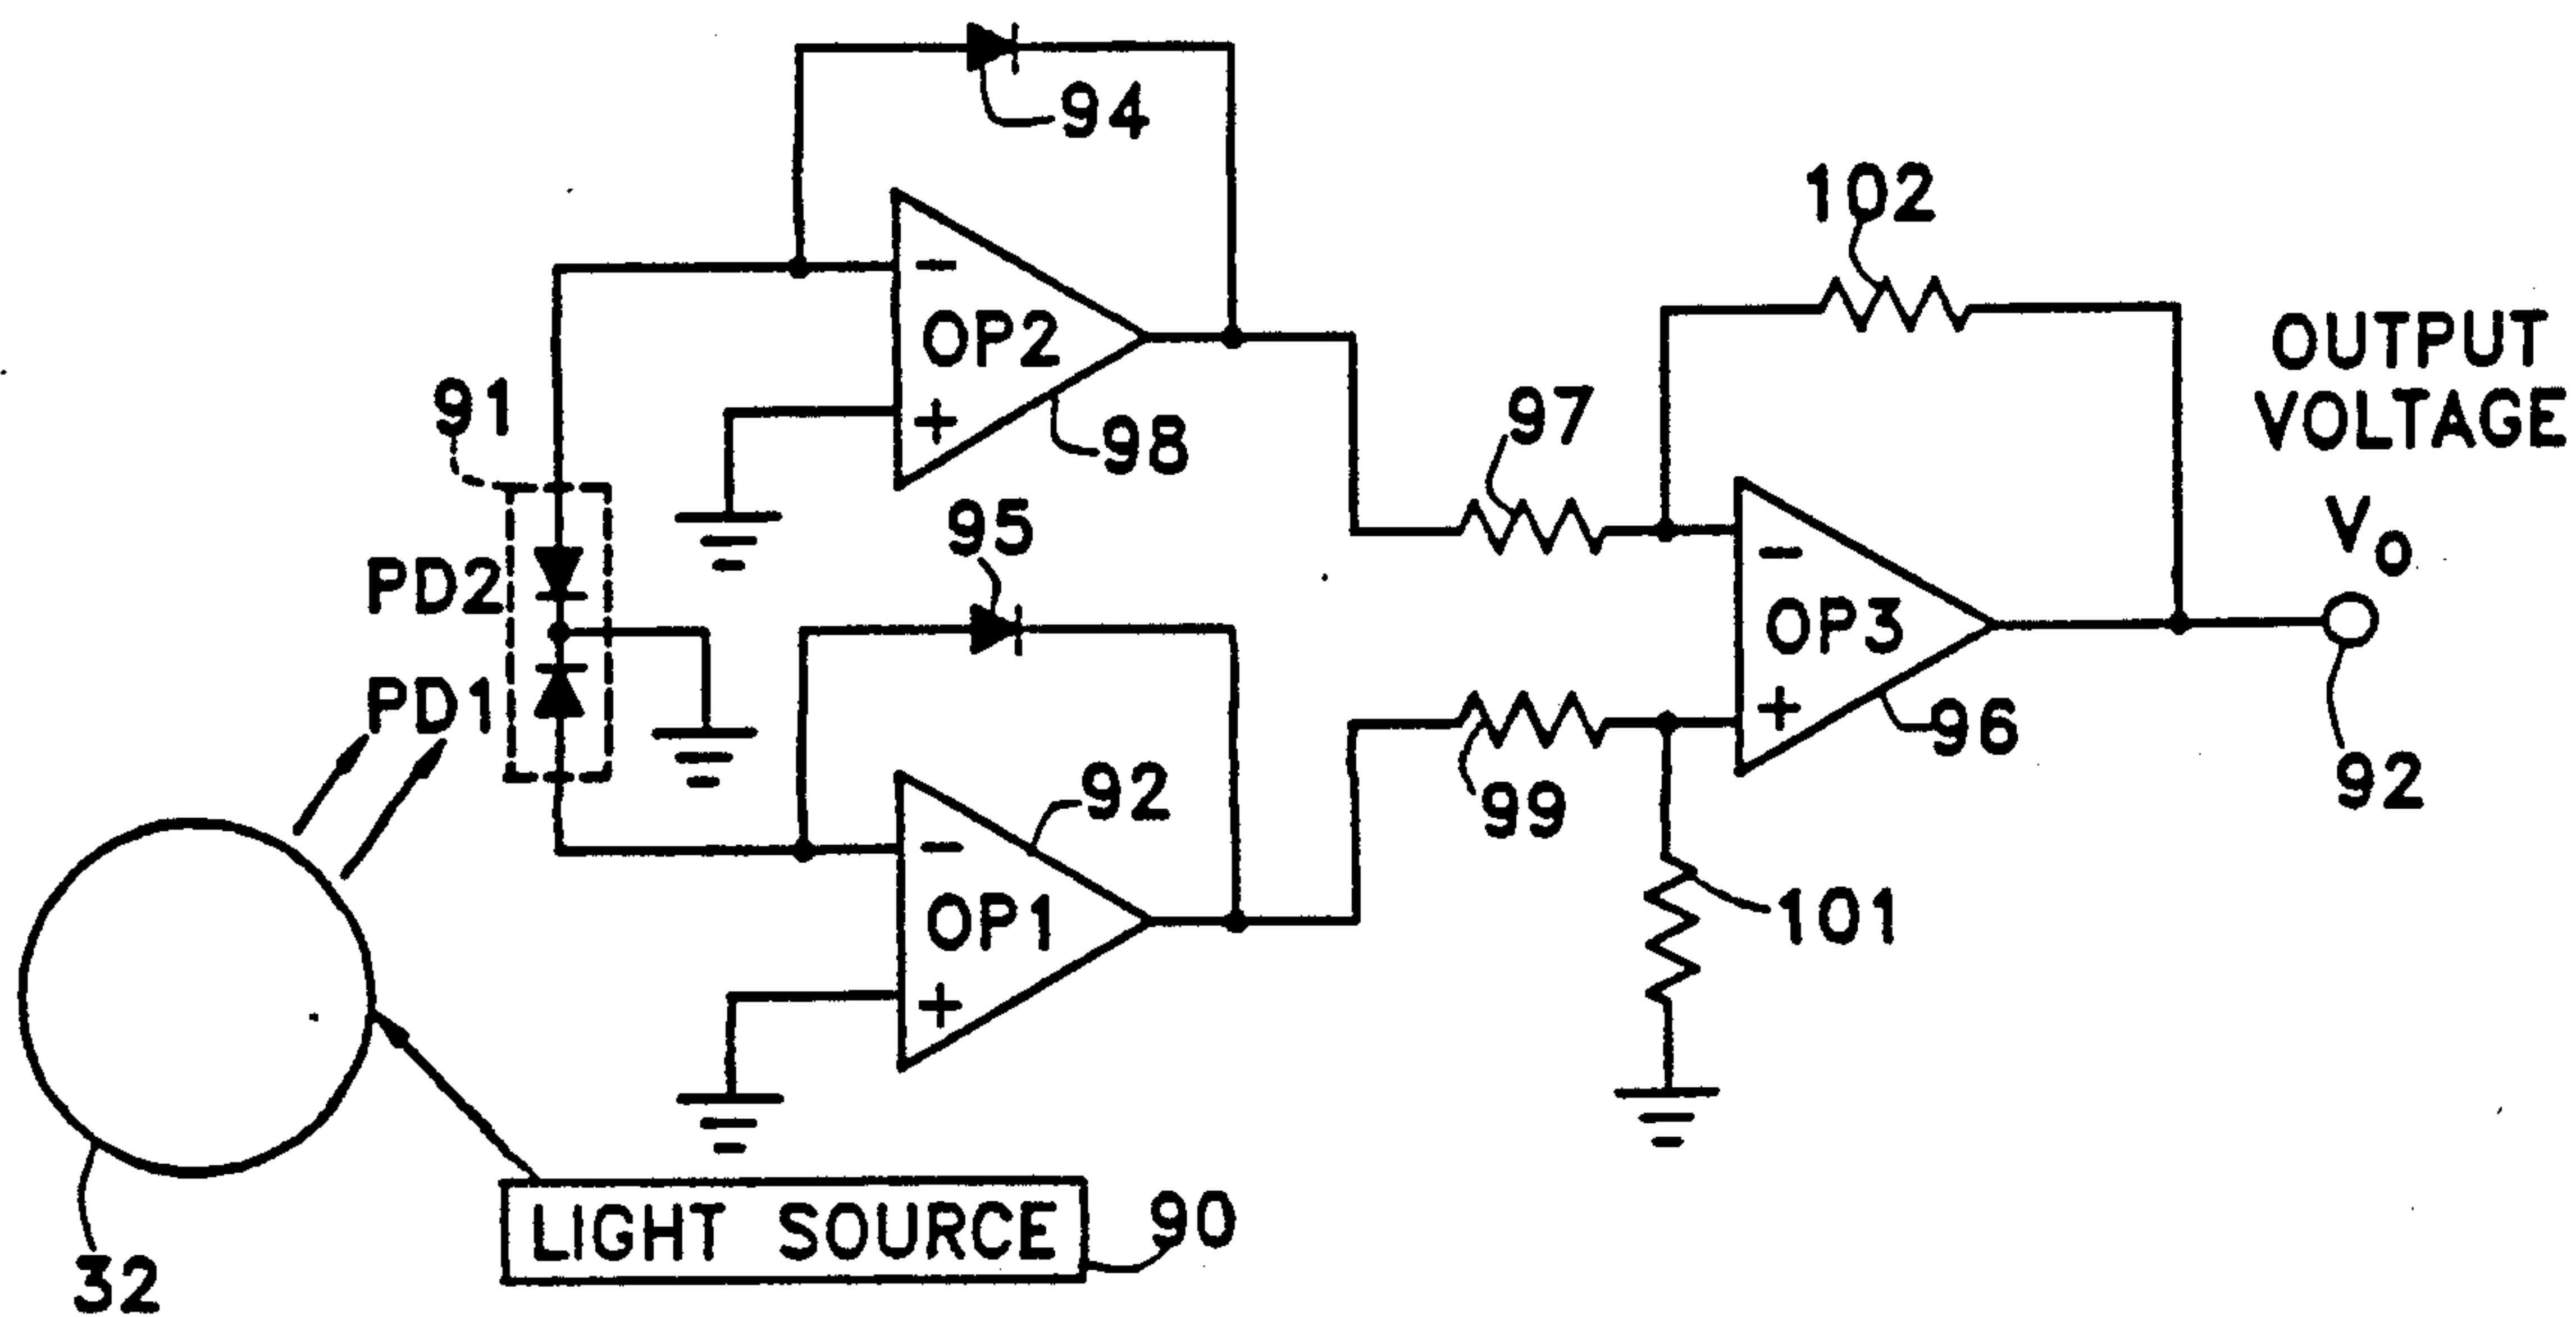 94
102
−
OP2
+
98
91
OUTPUT
VOLTAGE
V₀
97
95
PD2
−
OP3
+
96
PD1
92
99
92
−
OP1
+
101
LIGHT SOURCE
90
32